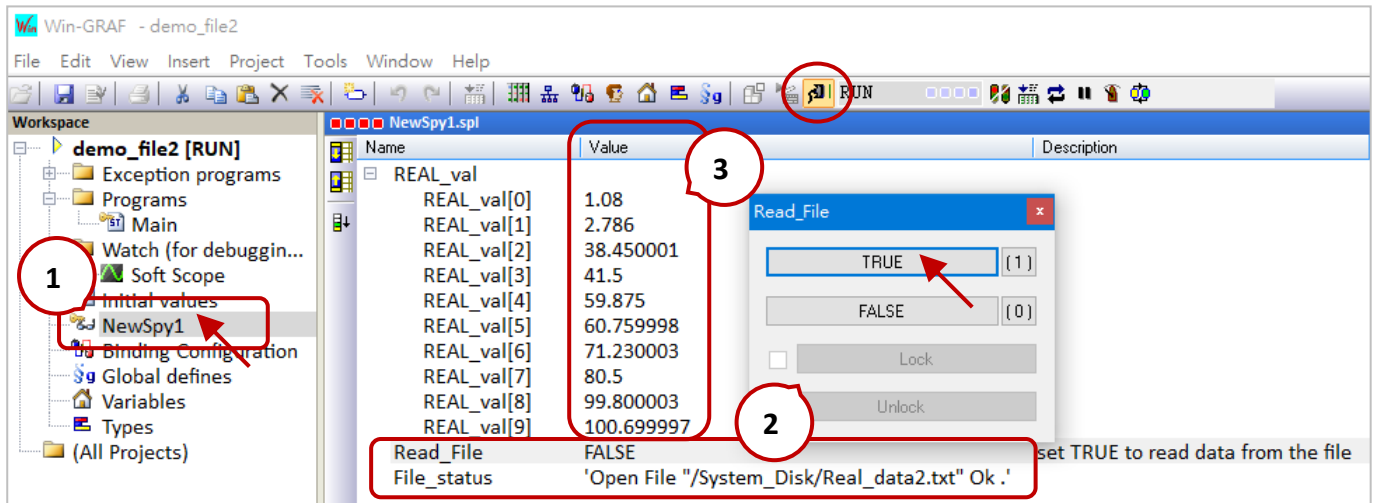 Win Win-GRAF - demo_file2
File Edit View Insert Project Tools Window Help
§g RUN
Workspace
NewSpy1.spl
demo_file2 [RUN]
Exception programs
Programs
ST Main
Watch (for debuggin...
Soft Scope
Initial values
NewSpy1
Binding Configuration
§g Global defines
Variables
Types
(All Projects)
1
Name Value Description
REAL_val
REAL_val[0] 1.08
REAL_val[1] 2.786
REAL_val[2] 38.450001
REAL_val[3] 41.5
REAL_val[4] 59.875
REAL_val[5] 60.759998
REAL_val[6] 71.230003
REAL_val[7] 80.5
REAL_val[8] 99.800003
REAL_val[9] 100.699997
Read_File FALSE set TRUE to read data from the file
File_status 'Open File "/System_Disk/Real_data2.txt" Ok .'
3
Read_File x
TRUE (1)
FALSE (0)
Lock
Unlock
2